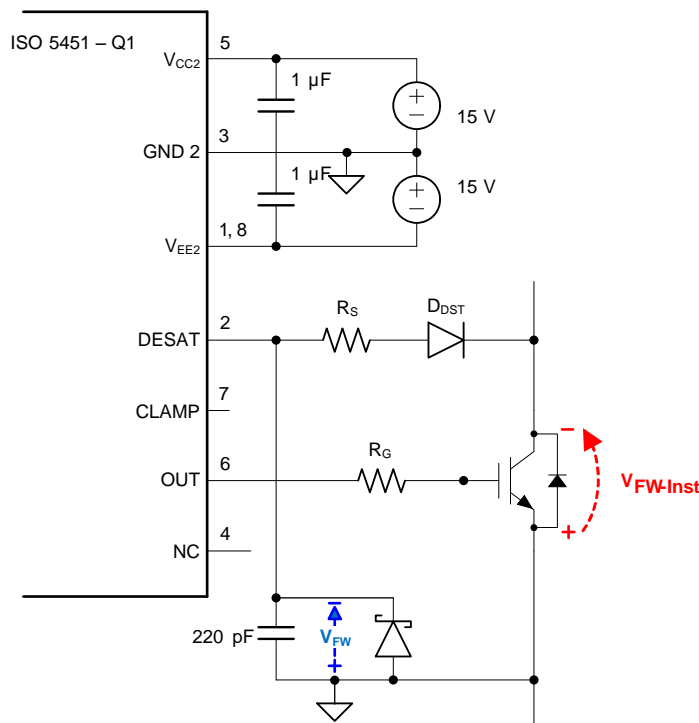 ISO 5451 – Q1
5
VCC2
1 µF
15 V
3
GND 2
1 µF
15 V
1, 8
VEE2
RS
DDST
2
DESAT
7
CLAMP
RG
6
OUT
VFW-Inst
4
NC
220 pF
VFW